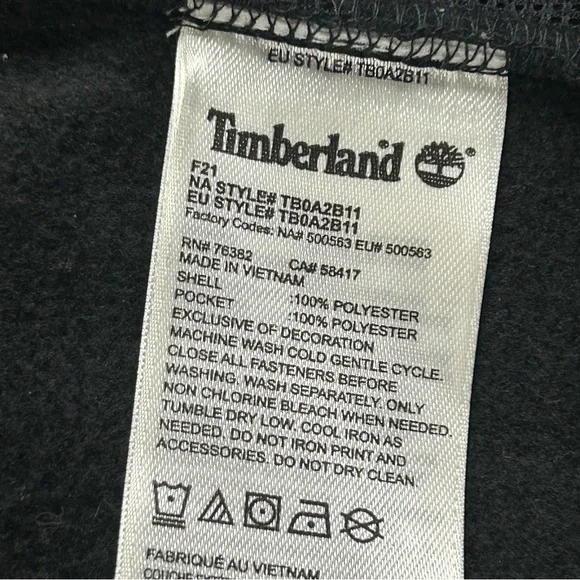 EU STYLE# TB0A2B11
Timberland
F21
NA STYLE# TB0A2B11
EU STYLE# TB0A2B11
Factory Codes: NA# 500563 EU# 500563
RN# 76382 CA# 58417
MADE IN VIETNAM
SHELL :100% POLYESTER
POCKET :100% POLYESTER
EXCLUSIVE OF DECORATION
MACHINE WASH COLD GENTLE CYCLE.
CLOSE ALL FASTENERS BEFORE
WASHING. WASH SEPARATELY. ONLY
NON CHLORINE BLEACH WHEN NEEDED.
TUMBLE DRY LOW. COOL IRON AS
NEEDED. DO NOT IRON PRINT AND
ACCESSORIES. DO NOT DRY CLEAN.
FABRIQUÉ AU VIETNAM
COUCHE